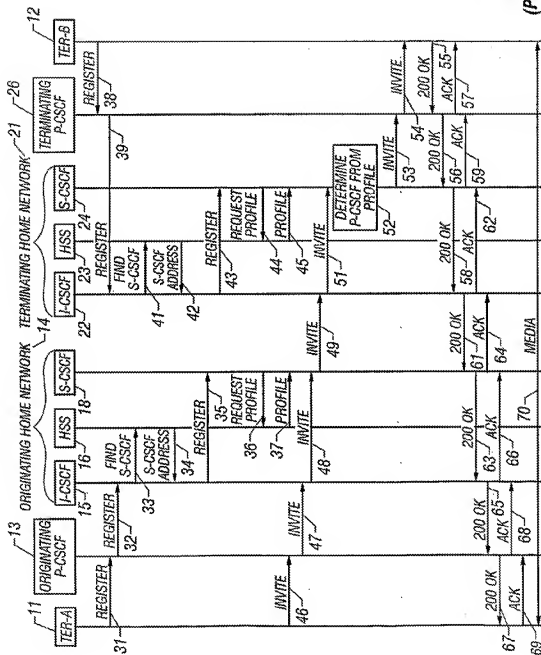 ORIGINATING HOME NETWORK
14
TERMINATING HOME NETWORK
21
11
TER-A
13
ORIGINATING
P-CSCF
15
I-CSCF
16
HSS
18
S-CSCF
22
I-CSCF
23
HSS
24
S-CSCF
26
TERMINATING
P-CSCF
12
TER-B
REGISTER
31
REGISTER
32
FIND
S-CSCF
33
S-CSCF
ADDRESS
34
REGISTER
35
REQUEST
PROFILE
36
PROFILE
37
REGISTER
38
39
REGISTER
FIND
S-CSCF
41
S-CSCF
ADDRESS
42
REGISTER
43
REQUEST
PROFILE
44
PROFILE
45
INVITE
46
INVITE
47
INVITE
48
INVITE
49
INVITE
51
DETERMINE
P-CSCF FROM
PROFILE
52
INVITE
53
INVITE
54
200 OK
55
200 OK
56
ACK
57
200 OK
58
ACK
59
200 OK
61
ACK
62
200 OK
63
ACK
64
200 OK
65
ACK
66
200 OK
67
ACK
68
ACK
69
MEDIA
70
(P